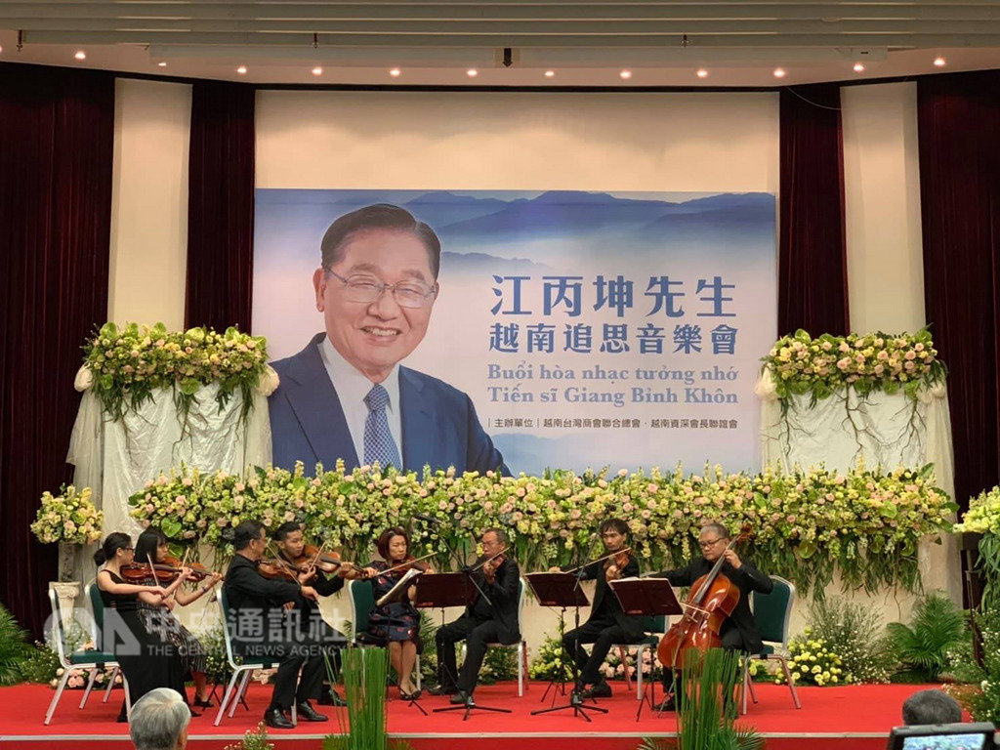 江丙坤先生
越南追思音樂會
Buổi hòa nhạc tưởng nhớ
Tiến sĩ Giang Bỉnh Khôn
|主辦單位|越南台灣商會聯合總會・越南資深會長聯誼會
中央通訊社
THE CENTRAL NEWS AGENCY